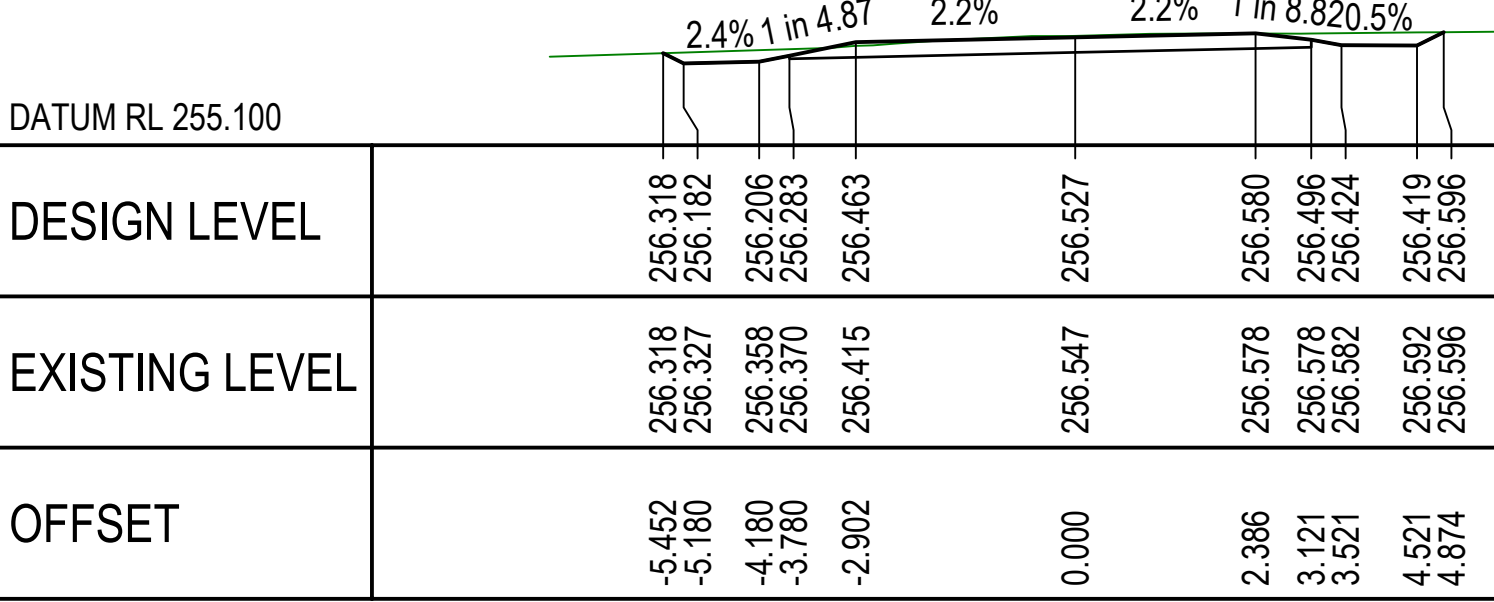 2.4% 1 in 4.87 2.2% 2.2% 1 in 8.82 0.5%
DATUM RL 255.100
DESIGN LEVEL 256.318 256.182 256.206 256.283 256.463 256.527 256.580 256.496 256.424 256.419 256.596
EXISTING LEVEL 256.318 256.327 256.358 256.370 256.415 256.547 256.578 256.578 256.582 256.592 256.596
OFFSET -5.452 -5.180 -4.180 -3.780 -2.902 0.000 2.386 3.121 3.521 4.521 4.874